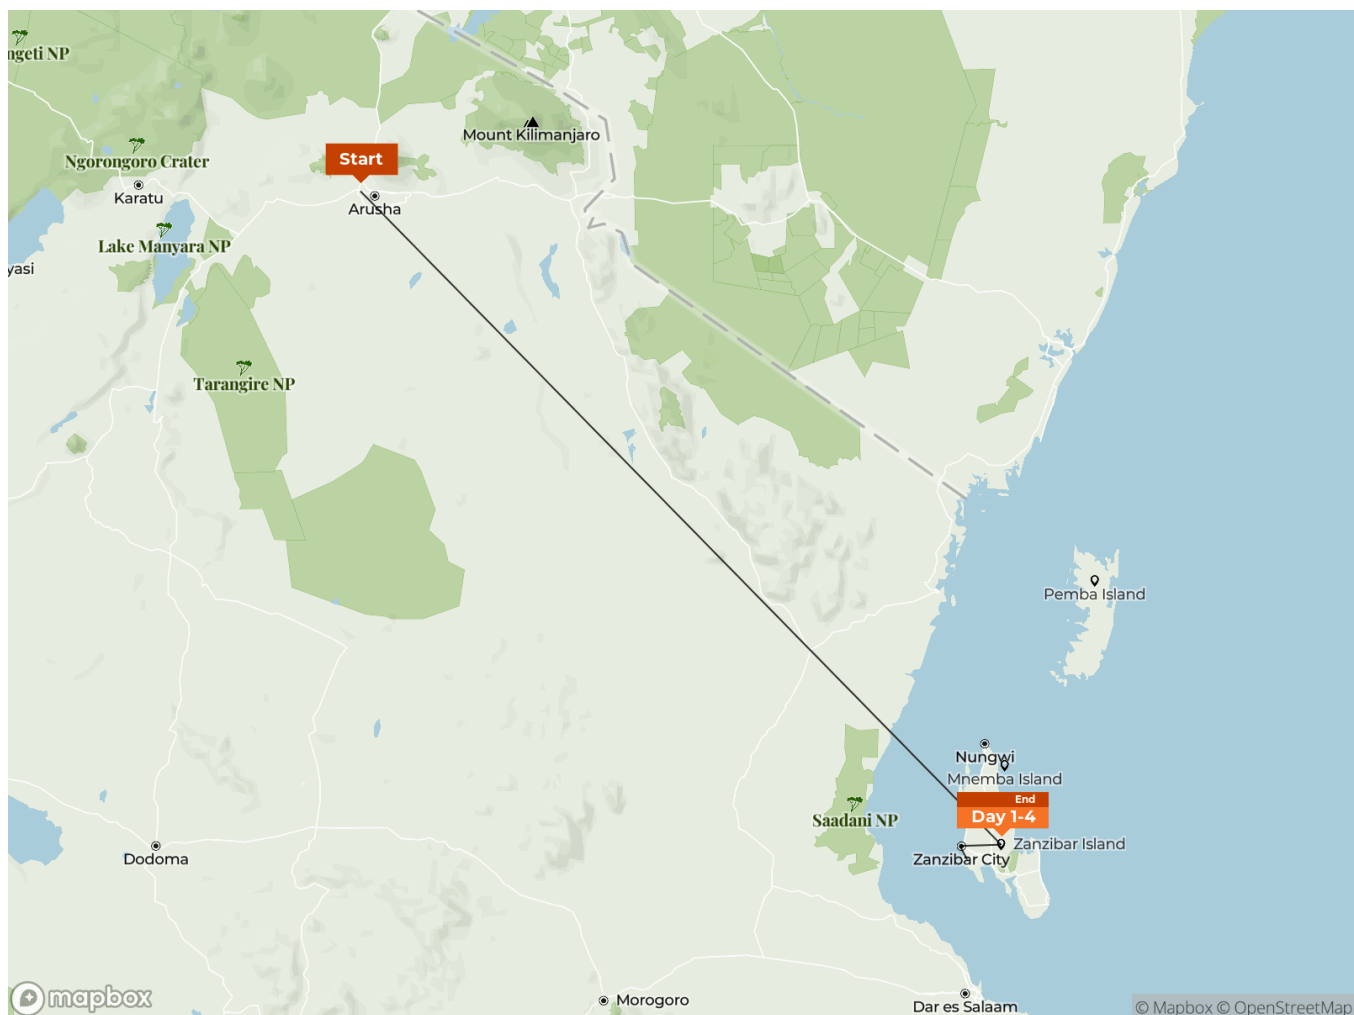 ngeti NP
Mount Kilimanjaro
Start
Ngorongoro Crater
Karatu
Arusha
Lake Manyara NP
yasi
Tarangire NP
Pemba Island
Nungwi
Mnemba Island
End
Day 1-4
Saadani NP
Zanzibar Island
Zanzibar City
Dodoma
mapbox
Morogoro
Dar es Salaam
© Mapbox © OpenStreetMap